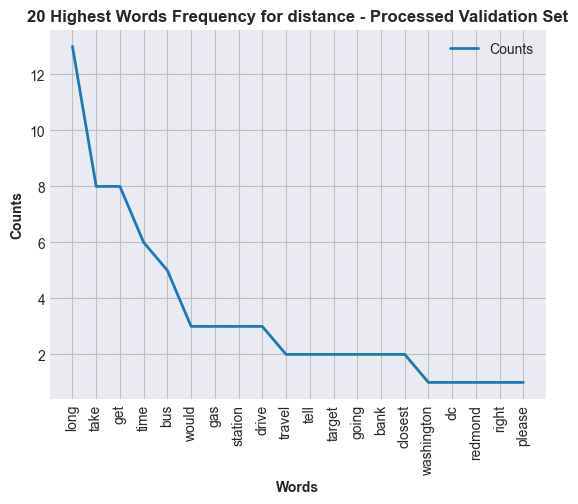 20 Highest Words Frequency for distance - Processed Validation Set
Counts
12
10
8
6
4
2
Counts
long
take
get
time
bus
would
gas
station
drive
travel
tell
target
going
bank
closest
washington
dc
redmond
right
please
Words